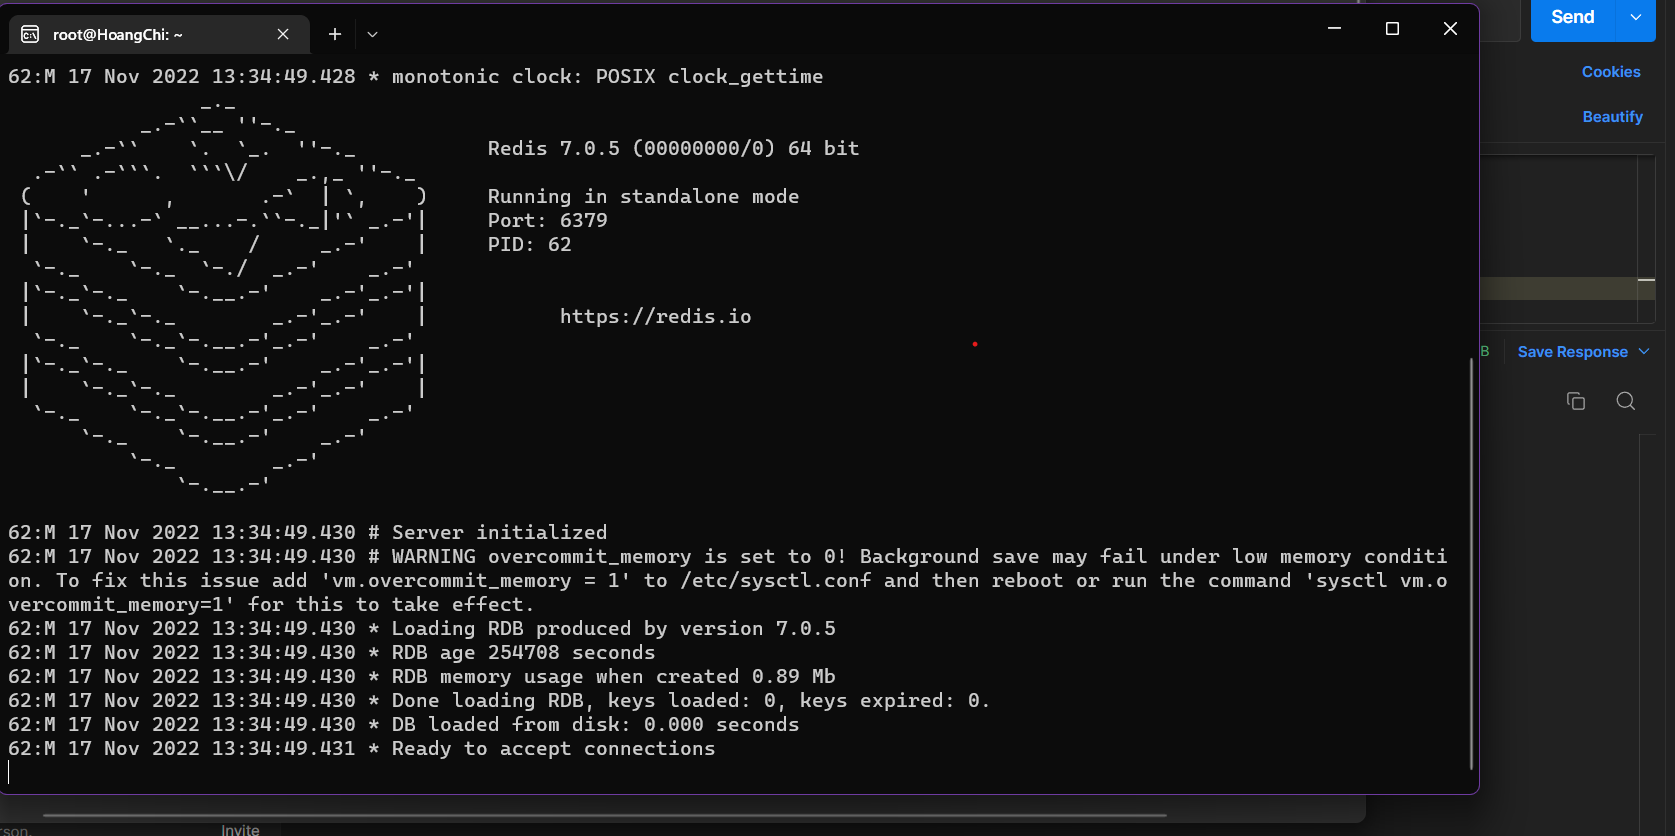 root@HoangChi: ~
Send
Cookies
Beautify
62:M 17 Nov 2022 13:34:49.428 * monotonic clock: POSIX clock_gettime
Redis 7.0.5 (00000000/0) 64 bit
Running in standalone mode
Port: 6379
PID: 62
https://redis.io
B
Save Response
62:M 17 Nov 2022 13:34:49.430 # Server initialized
62:M 17 Nov 2022 13:34:49.430 # WARNING overcommit_memory is set to 0! Background save may fail under low memory conditi
on. To fix this issue add 'vm.overcommit_memory = 1' to /etc/sysctl.conf and then reboot or run the command 'sysctl vm.o
vercommit_memory=1' for this to take effect.
62:M 17 Nov 2022 13:34:49.430 * Loading RDB produced by version 7.0.5
62:M 17 Nov 2022 13:34:49.430 * RDB age 254708 seconds
62:M 17 Nov 2022 13:34:49.430 * RDB memory usage when created 0.89 Mb
62:M 17 Nov 2022 13:34:49.430 * Done loading RDB, keys loaded: 0, keys expired: 0.
62:M 17 Nov 2022 13:34:49.430 * DB loaded from disk: 0.000 seconds
62:M 17 Nov 2022 13:34:49.431 * Ready to accept connections
Invite